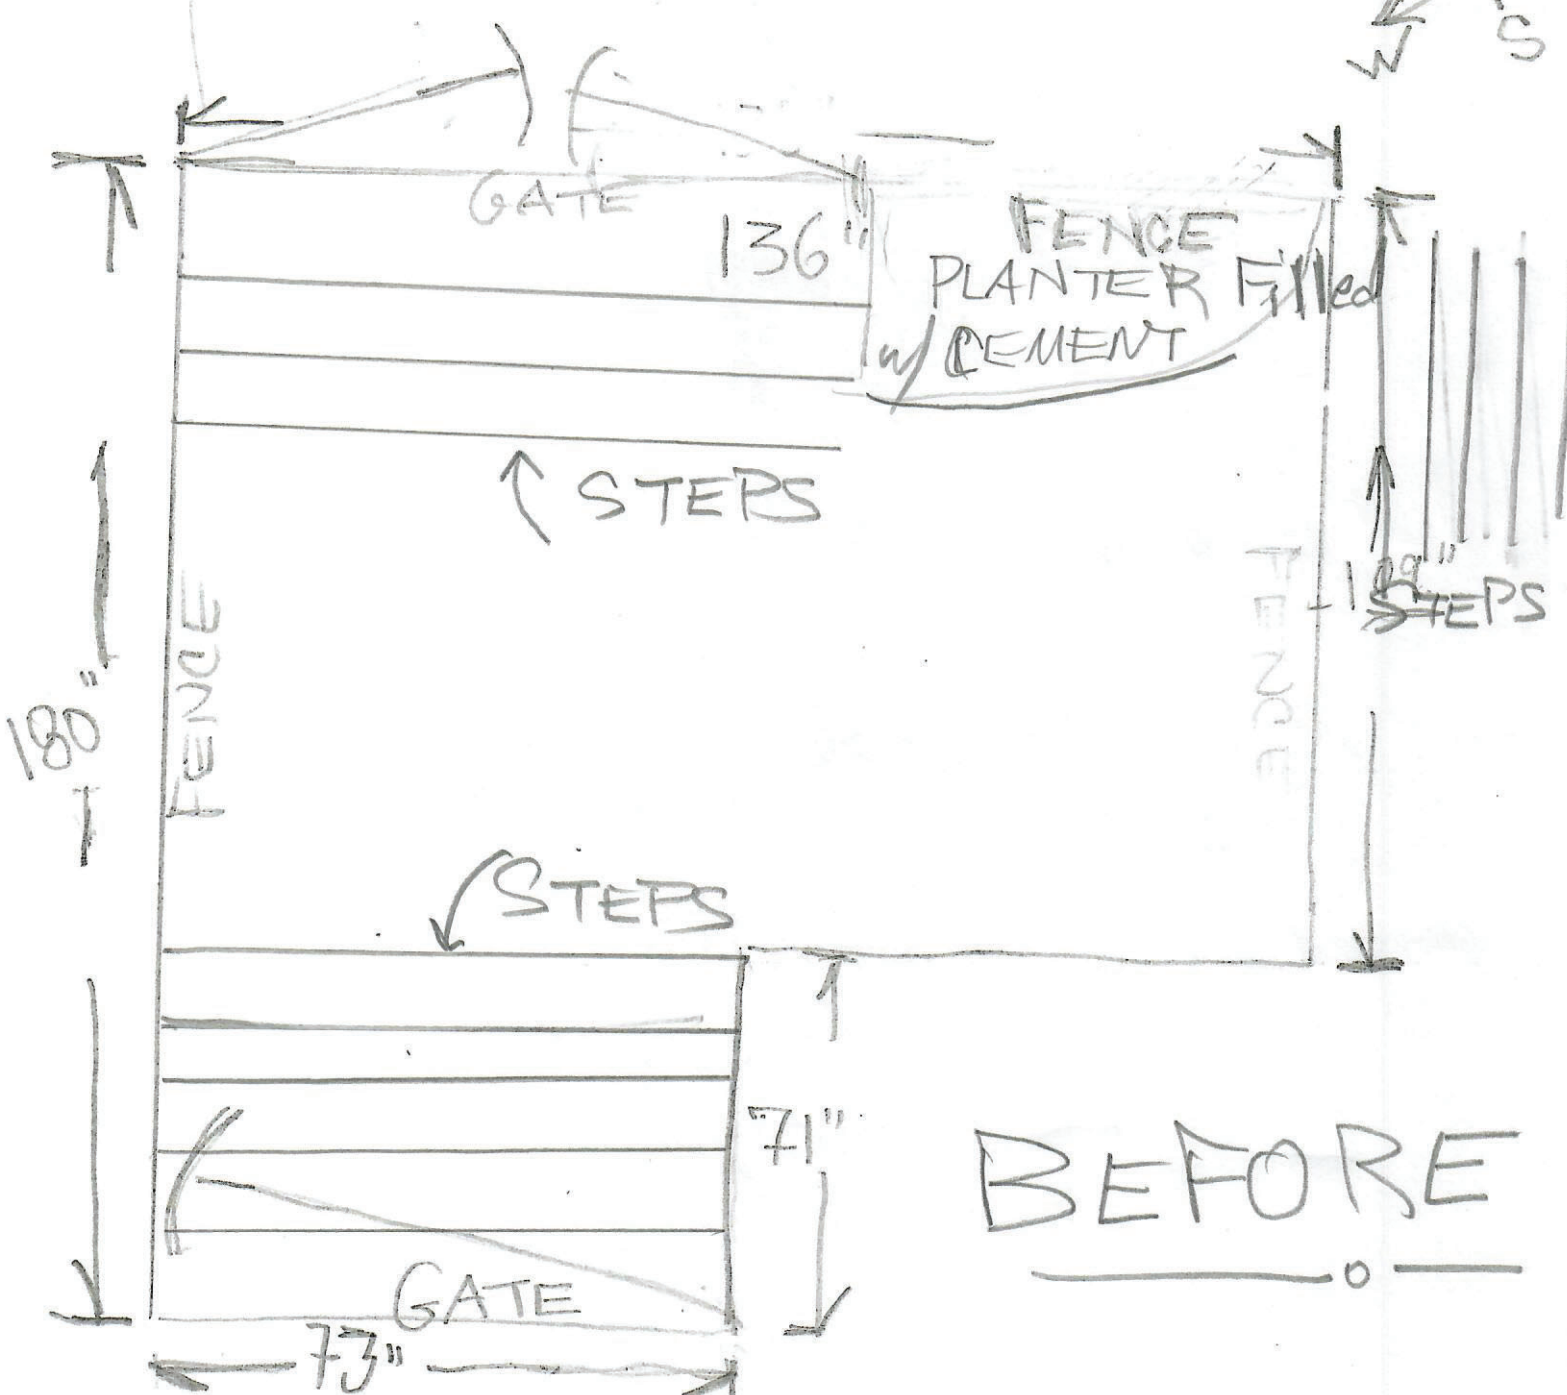 W S
GATE
136"
FENCE
PLANTER Filled
w/ CEMENT
STEPS
STEPS
FENCE
FENCE
180"
STEPS
71"
BEFORE
GATE
73"